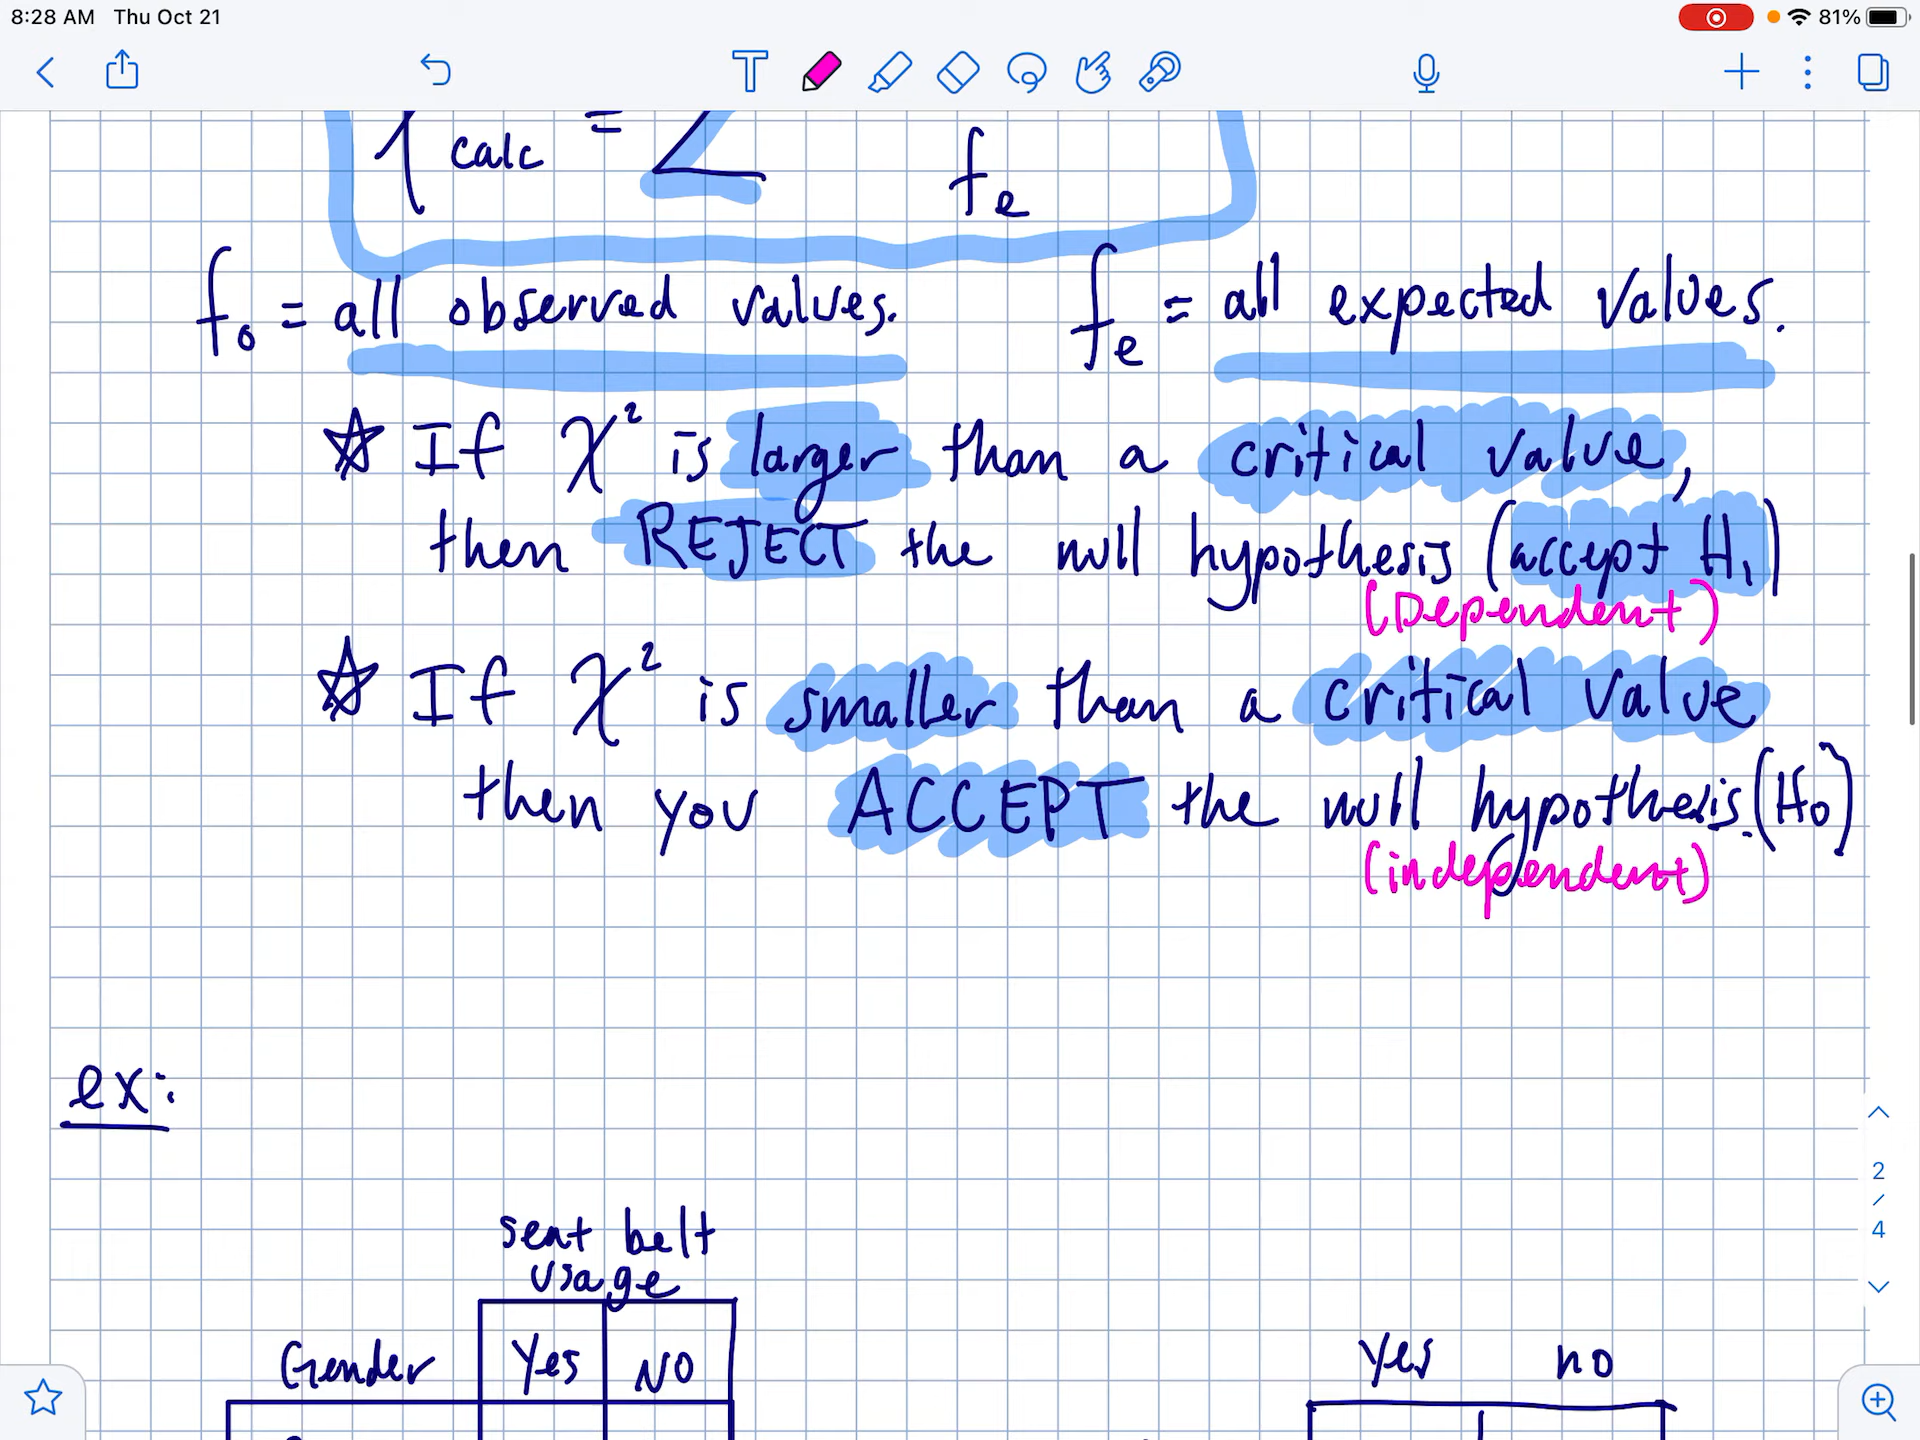 8:28 AM Thu Oct 21
81%
T
calc = Σ
fe
fo = all observed values. fe = all expected values.
☆ If χ² is larger than a critical value,
then REJECT the null hypothesis (accept H₁)
(Dependent)
☆ If χ² is smaller than a critical value
then you ACCEPT the null hypothesis. (H₀)
(independent)
ex:
2
/
4
seat belt
usage
Gender Yes NO
yes no